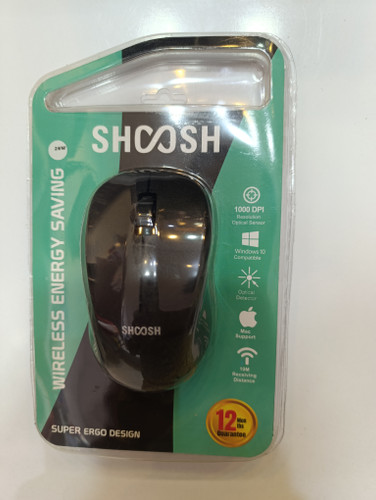 SHOOSH
WIRELESS ENERGY SAVING
1000 DPI
Resolution
Optical Sensor
Windows 10
Compatible
Optical
Mac
Support
10M
Receiving
Distance
SHOOSH
12
Guarantee
SUPER ERGO DESIGN